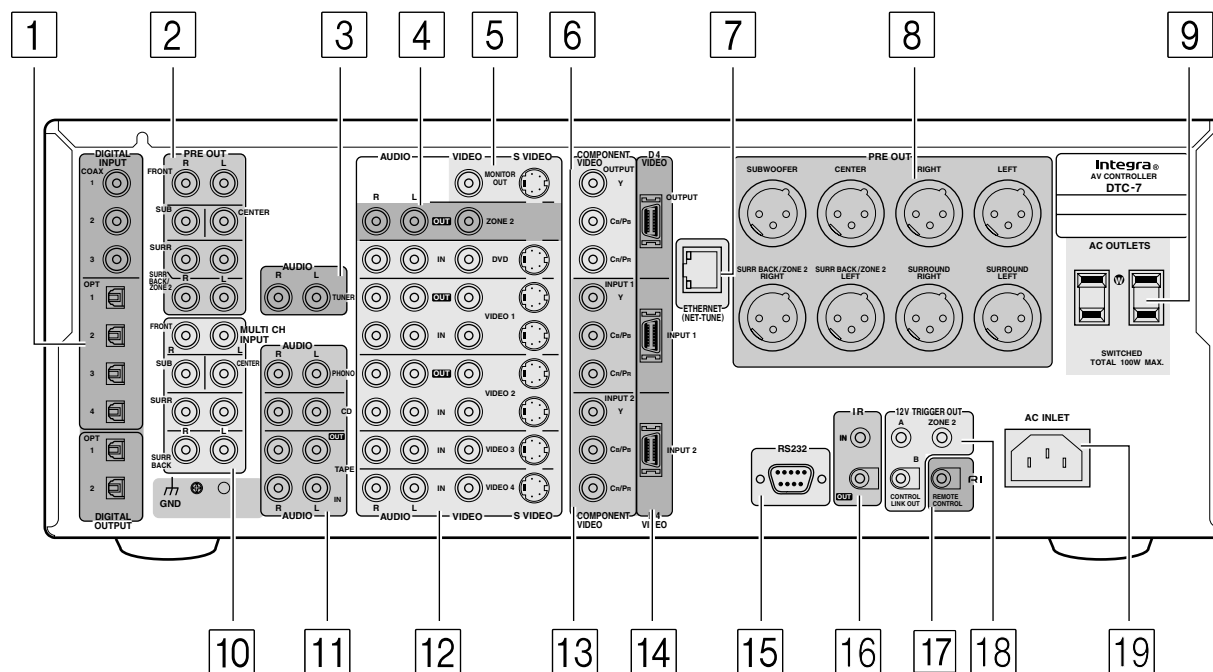 1 2 3 4 5 6 7 8 9
DIGITAL INPUT
COAX
1
2
3
OPT
1
2
3
4
OPT
1
2
DIGITAL OUTPUT
PRE OUT
R L
FRONT
SUB CENTER
SURR
SURR BACK/ ZONE 2
R L
FRONT
MULTI CH INPUT
R L
SUB CENTER
SURR
R L
SURR BACK
GND
AUDIO
R L
TUNER
AUDIO
R L
PHONO
CD
OUT
TAPE
IN
R L
AUDIO
AUDIO VIDEO S VIDEO
MONITOR OUT
R L
OUT ZONE 2
IN DVD
OUT
VIDEO 1
IN
OUT
VIDEO 2
IN
IN VIDEO 3
IN VIDEO 4
R L
AUDIO VIDEO S VIDEO
COMPONENT VIDEO
OUTPUT
Y
CB/PB
CR/PR
INPUT 1
Y
CB/PB
CR/PR
INPUT 2
Y
CB/PB
CR/PR
COMPONENT VIDEO
D4 VIDEO
OUTPUT
INPUT 1
INPUT 2
D4 VIDEO
ETHERNET
(NET-TUNE)
PRE OUT
SUBWOOFER CENTER RIGHT LEFT
SURR BACK/ZONE 2 RIGHT
SURR BACK/ZONE 2 LEFT
SURROUND RIGHT
SURROUND LEFT
Integra®
AV CONTROLLER
DTC-7
AC OUTLETS
W
SWITCHED
TOTAL 100W MAX.
RS232
IR
IN
OUT
12V TRIGGER OUT
A ZONE 2
B
CONTROL LINK OUT
REMOTE CONTROL
RI
AC INLET
10 11 12 13 14 15 16 17 18 19